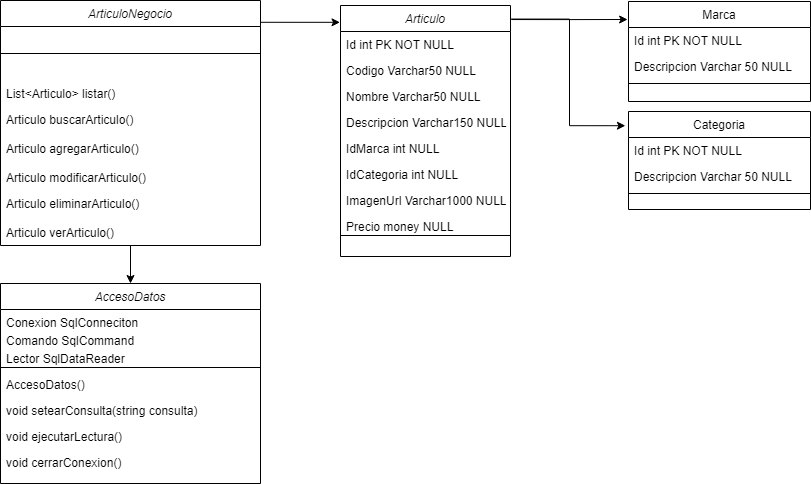 ArticuloNegocio
List<Articulo> listar()
Articulo buscarArticulo()
Articulo agregarArticulo()
Articulo modificarArticulo()
Articulo eliminarArticulo()
Articulo verArticulo()
AccesoDatos
Conexion SqlConneciton
Comando SqlCommand
Lector SqlDataReader
AccesoDatos()
void setearConsulta(string consulta)
void ejecutarLectura()
void cerrarConexion()
Articulo
Id int PK NOT NULL
Codigo Varchar50 NULL
Nombre Varchar50 NULL
Descripcion Varchar150 NULL
IdMarca int NULL
IdCategoria int NULL
ImagenUrl Varchar1000 NULL
Precio money NULL
Marca
Id int PK NOT NULL
Descripcion Varchar 50 NULL
Categoria
Id int PK NOT NULL
Descripcion Varchar 50 NULL